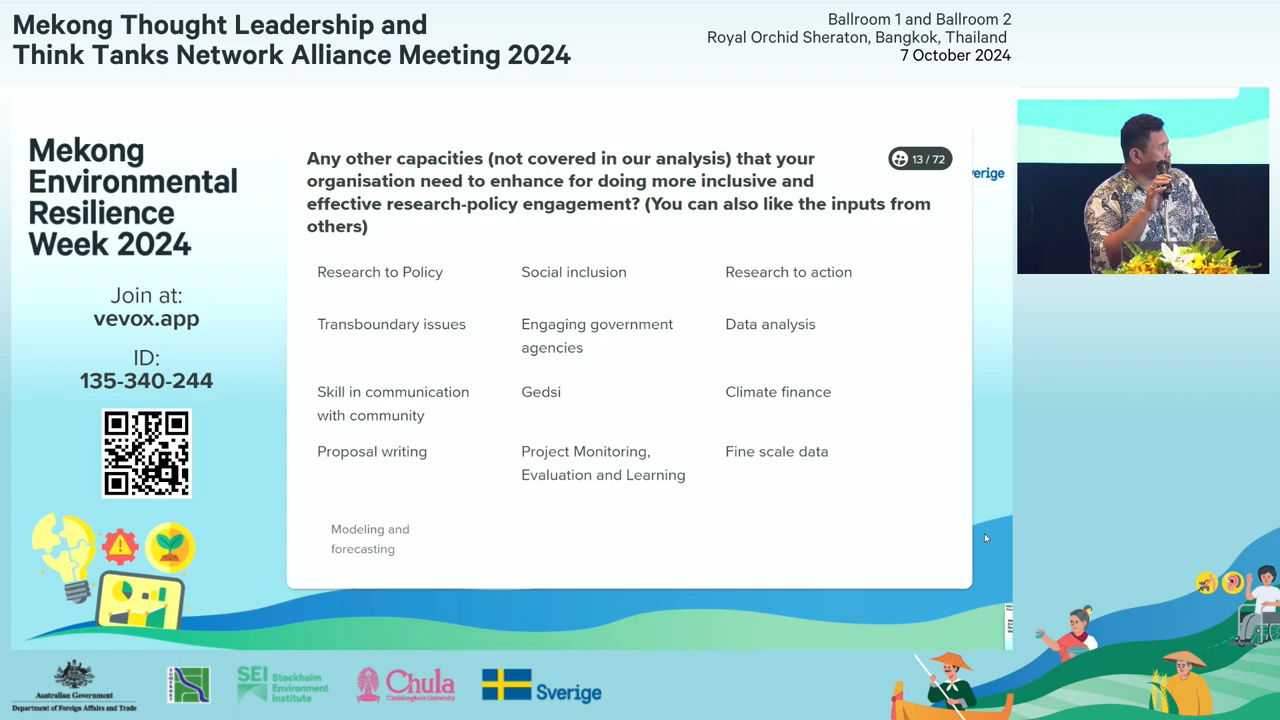 Mekong Thought Leadership and
Think Tanks Network Alliance Meeting 2024
Ballroom 1 and Ballroom 2
Royal Orchid Sheraton, Bangkok, Thailand
7 October 2024
Mekong
Environmental
Resilience
Week 2024
Join at:
vevox.app
ID:
135-340-244
Any other capacities (not covered in our analysis) that your
organisation need to enhance for doing more inclusive and
effective research-policy engagement? (You can also like the inputs from
others)
13 / 72
erige
Research to Policy
Social inclusion
Research to action
Transboundary issues
Engaging government
agencies
Data analysis
Skill in communication
with community
Gedsi
Climate finance
Proposal writing
Project Monitoring,
Evaluation and Learning
Fine scale data
Modeling and
forecasting
Australian Government
Department of Foreign Affairs and Trade
SEI Stockholm
Environment
Institute
Chula
Chulalongkorn University
Sverige